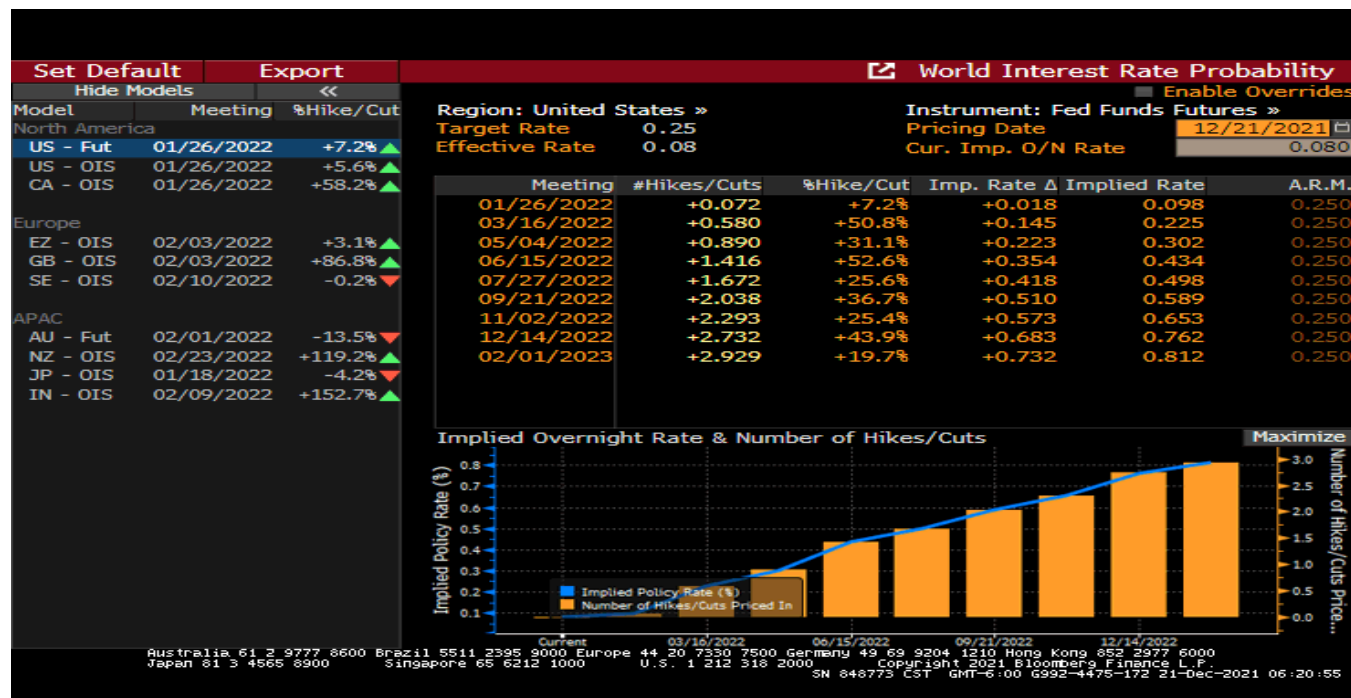 Set Default Export World Interest Rate Probability
Hide Models << Enable Overrides
Model Meeting %Hike/Cut Region: United States » Instrument: Fed Funds Futures »
North America Target Rate 0.25 Pricing Date 12/21/2021
US - Fut 01/26/2022 +7.2% Effective Rate 0.08 Cur. Imp. O/N Rate 0.080
US - OIS 01/26/2022 +5.6%
CA - OIS 01/26/2022 +58.2%
Europe
EZ - OIS 02/03/2022 +3.1%
GB - OIS 02/03/2022 +86.8%
SE - OIS 02/10/2022 -0.2%
APAC
AU - Fut 02/01/2022 -13.5%
NZ - OIS 02/23/2022 +119.2%
JP - OIS 01/18/2022 -4.2%
IN - OIS 02/09/2022 +152.7%
Meeting #Hikes/Cuts %Hike/Cut Imp. Rate Δ Implied Rate A.R.M.
01/26/2022 +0.072 +7.2% +0.018 0.098 0.250
03/16/2022 +0.580 +50.8% +0.145 0.225 0.250
05/04/2022 +0.890 +31.1% +0.223 0.302 0.250
06/15/2022 +1.416 +52.6% +0.354 0.434 0.250
07/27/2022 +1.672 +25.6% +0.418 0.498 0.250
09/21/2022 +2.038 +36.7% +0.510 0.589 0.250
11/02/2022 +2.293 +25.4% +0.573 0.653 0.250
12/14/2022 +2.732 +43.9% +0.683 0.762 0.250
02/01/2023 +2.929 +19.7% +0.732 0.812 0.250
Implied Overnight Rate & Number of Hikes/Cuts Maximize
Implied Policy Rate (%)
0.8
0.7
0.6
0.5
0.4
0.3
0.2
0.1
Implied Policy Rate (%)
Number of Hikes/Cuts Priced In
3.0
2.5
2.0
1.5
1.0
0.5
0.0
Number of Hikes/Cuts Price...
Current 03/16/2022 06/15/2022 09/21/2022 12/14/2022
Australia 61 2 9777 8600 Brazil 5511 2395 9000 Europe 44 20 7330 7500 Germany 49 69 9204 1210 Hong Kong 852 2977 6000
Japan 81 3 4565 8900 Singapore 65 6212 1000 U.S. 1 212 318 2000 Copyright 2021 Bloomberg Finance L.P.
SN 848773 CST GMT-6:00 G992-4475-172 21-Dec-2021 06:20:55